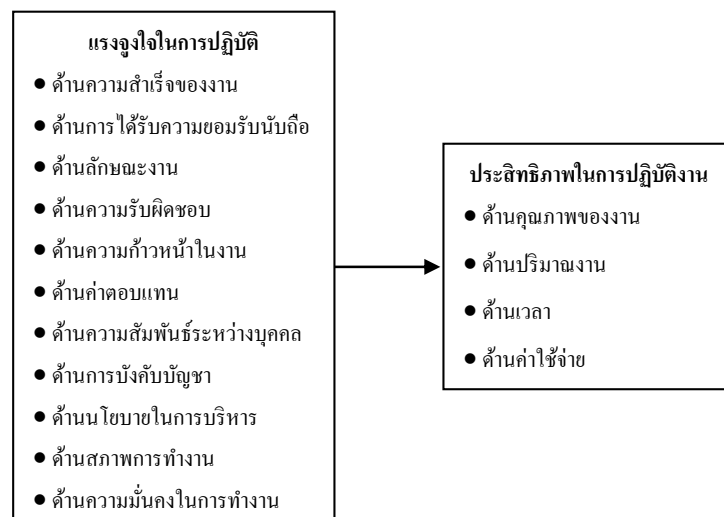 แรงจูงใจในการปฏิบัติ
● ด้านความสำเร็จของงาน
● ด้านการได้รับความยอมรับนับถือ
● ด้านลักษณะงาน
● ด้านความรับผิดชอบ
● ด้านความก้าวหน้าในงาน
● ด้านค่าตอบแทน
● ด้านความสัมพันธ์ระหว่างบุคคล
● ด้านการบังคับบัญชา
● ด้านนโยบายในการบริหาร
● ด้านสภาพการทำงาน
● ด้านความมั่นคงในการทำงาน
ประสิทธิภาพในการปฏิบัติงาน
● ด้านคุณภาพของงาน
● ด้านปริมาณงาน
● ด้านเวลา
● ด้านค่าใช้จ่าย